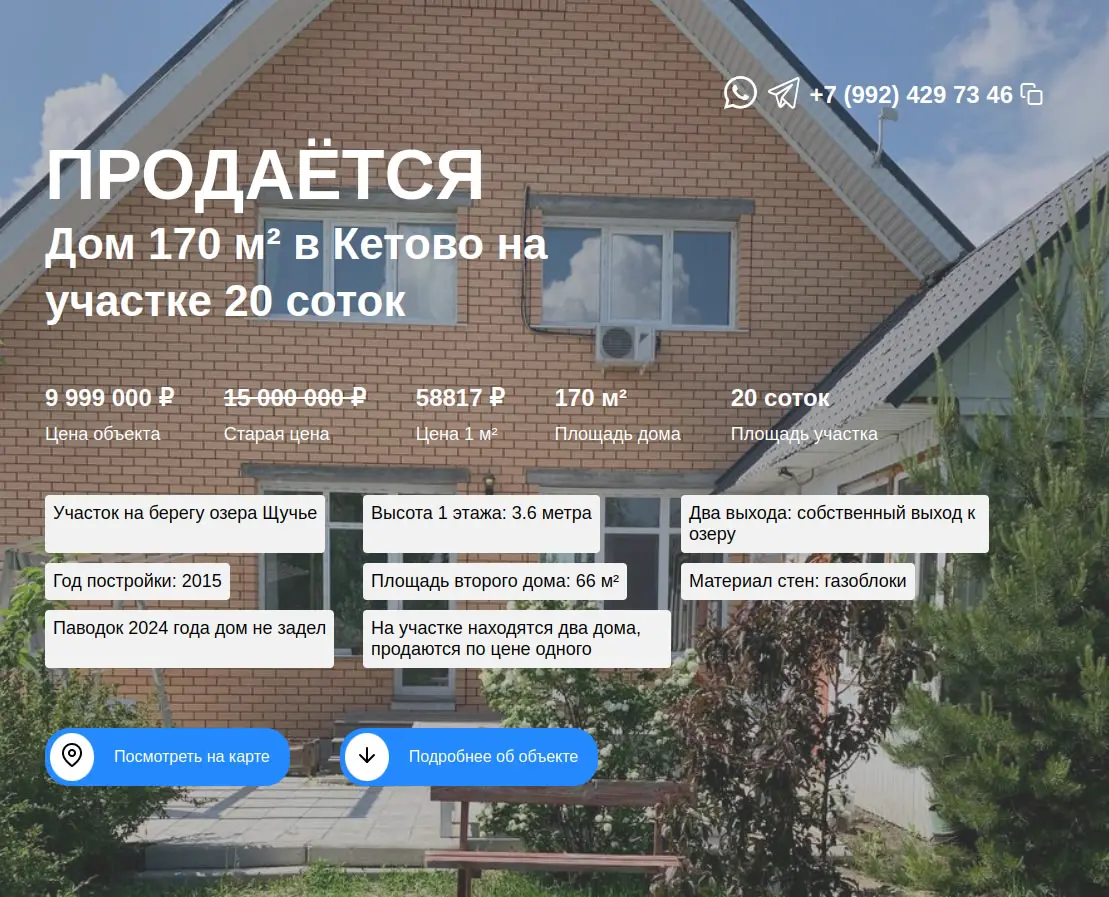 +7 (992) 429 73 46
ПРОДАЁТСЯ
Дом 170 м² в Кетово на
участке 20 соток
9 999 000 ₽
Цена объекта
15 000 000 ₽
Старая цена
58817 ₽
Цена 1 м²
170 м²
Площадь дома
20 соток
Площадь участка
Участок на берегу озера Щучье
Высота 1 этажа: 3.6 метра
Два выхода: собственный выход к
озеру
Год постройки: 2015
Площадь второго дома: 66 м²
Материал стен: газоблоки
Паводок 2024 года дом не задел
На участке находятся два дома,
продаются по цене одного
Посмотреть на карте
Подробнее об объекте